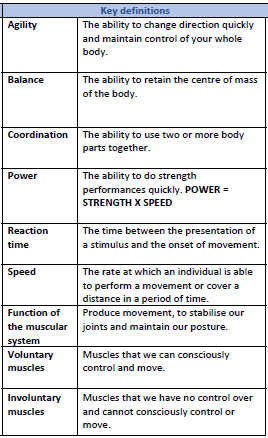 Key definitions
Agility
The ability to change direction quickly
and maintain control of your whole
body.
Balance
The ability to retain the centre of mass
of the body.
Coordination
The ability to use two or more body
parts together.
Power
The ability to do strength
performances quickly. POWER =
STRENGTH X SPEED
Reaction
time
The time between the presentation of
a stimulus and the onset of movement.
Speed
The rate at which an individual is able
to perform a movement or cover a
distance in a period of time.
Function of
the muscular
system
Produce movement, to stabilise our
joints and maintain our posture.
Voluntary
muscles
Muscles that we can consciously
control and move.
Involuntary
muscles
Muscles that we have no control over
and cannot consciously control or
move.